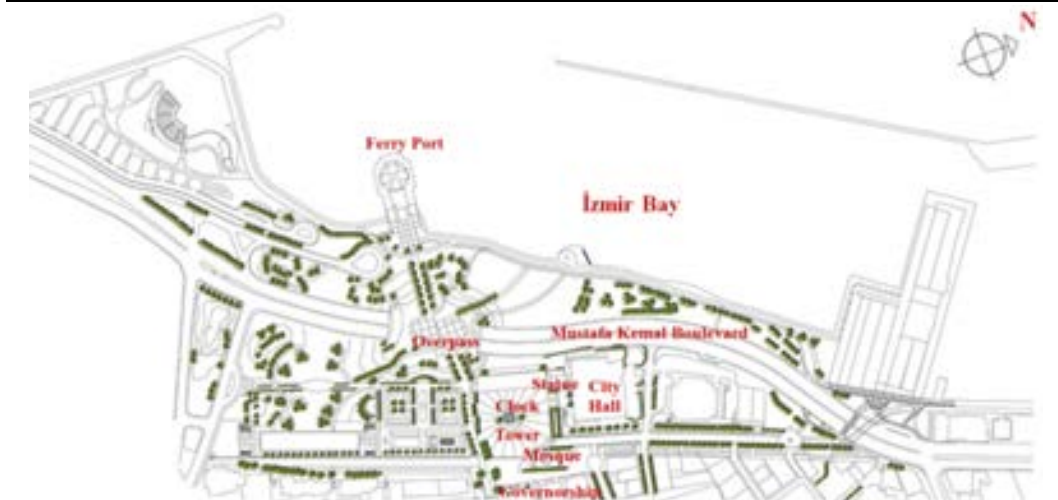 N
Ferry Port
İzmir Bay
Overpass
Mustafa Kemal Boulevard
Statue
City
Hall
Clock
Tower
Mosque
Governorship